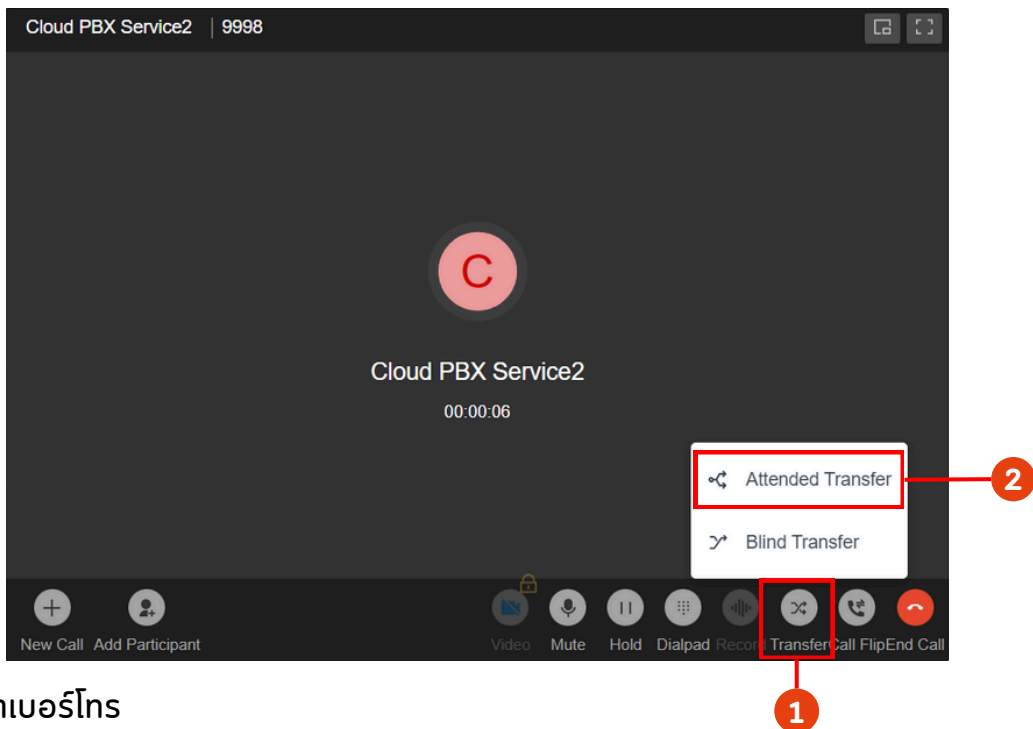 Cloud PBX Service2 | 9998
C
Cloud PBX Service2
00:00:06
Attended Transfer
2
Blind Transfer
New Call Add Participant Video Mute Hold Dialpad Record Transfer Call Flip End Call
เบอร์โทร
1